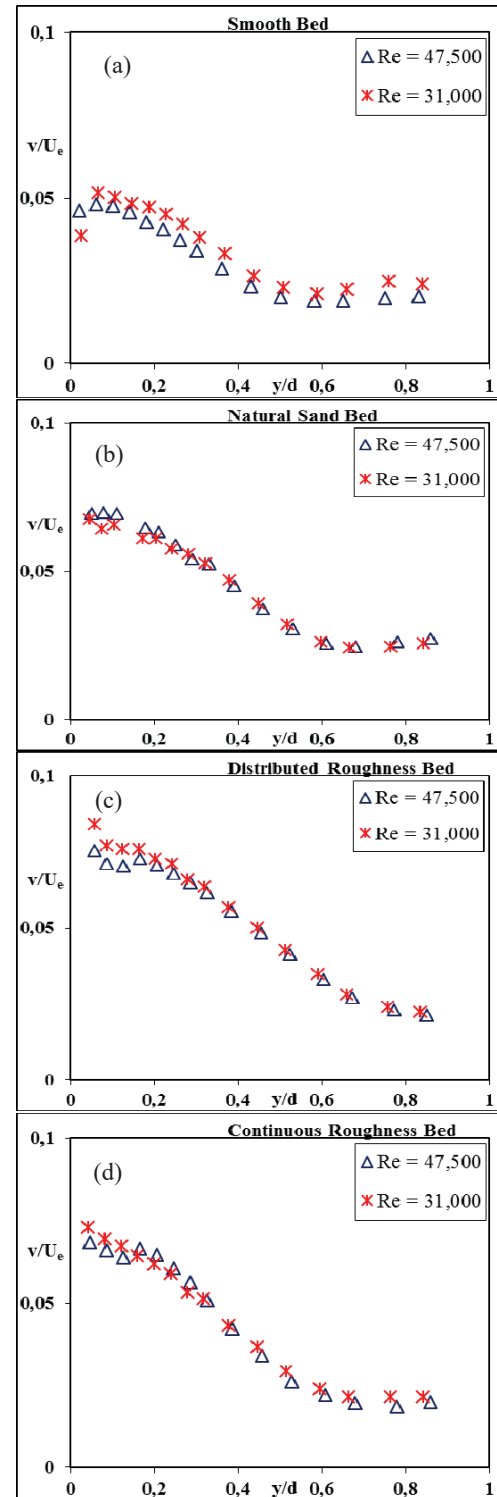 Smooth Bed
(a)
Re = 47,500
Re = 31,000
0,1
v/Ue
0,05
0
0 0,2 0,4 y/d 0,6 0,8 1
Natural Sand Bed
(b)
Re = 47,500
Re = 31,000
0,1
v/Ue
0,05
0
0 0,2 0,4 y/d 0,6 0,8 1
Distributed Roughness Bed
(c)
Re = 47,500
Re = 31,000
0,1
v/Ue
0,05
0
0 0,2 0,4 y/d 0,6 0,8 1
Continuous Roughness Bed
(d)
Re = 47,500
Re = 31,000
0,1
v/Ue
0,05
0
0 0,2 0,4 y/d 0,6 0,8 1